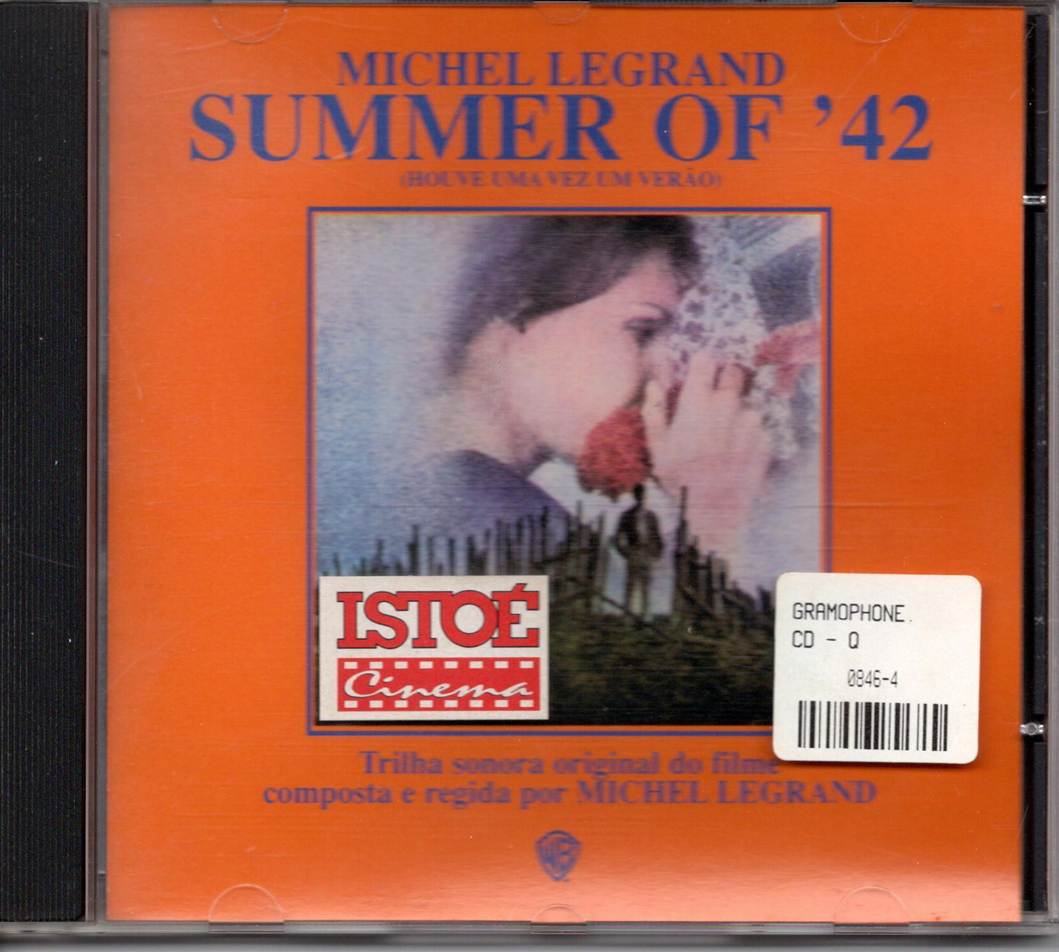 MICHEL LEGRAND
SUMMER OF ’42
(HOUVE UMA VEZ UM VERÃO)
ISTOÉ
Cinema
GRAMOPHONE.
CD - Q
0846-4
Trilha sonora original do filme
composta e regida por MICHEL LEGRAND
WB